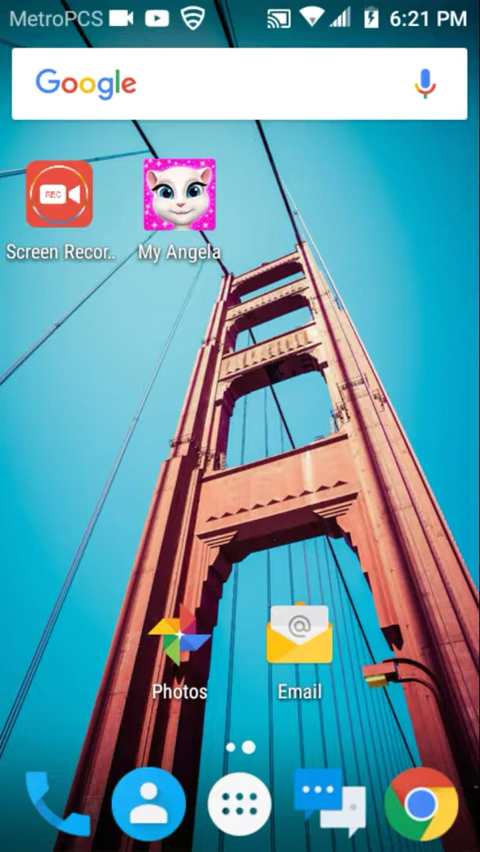 MetroPCS 6:21 PM
Google
REC
Screen Recor..
My Angela
@
Photos
Email